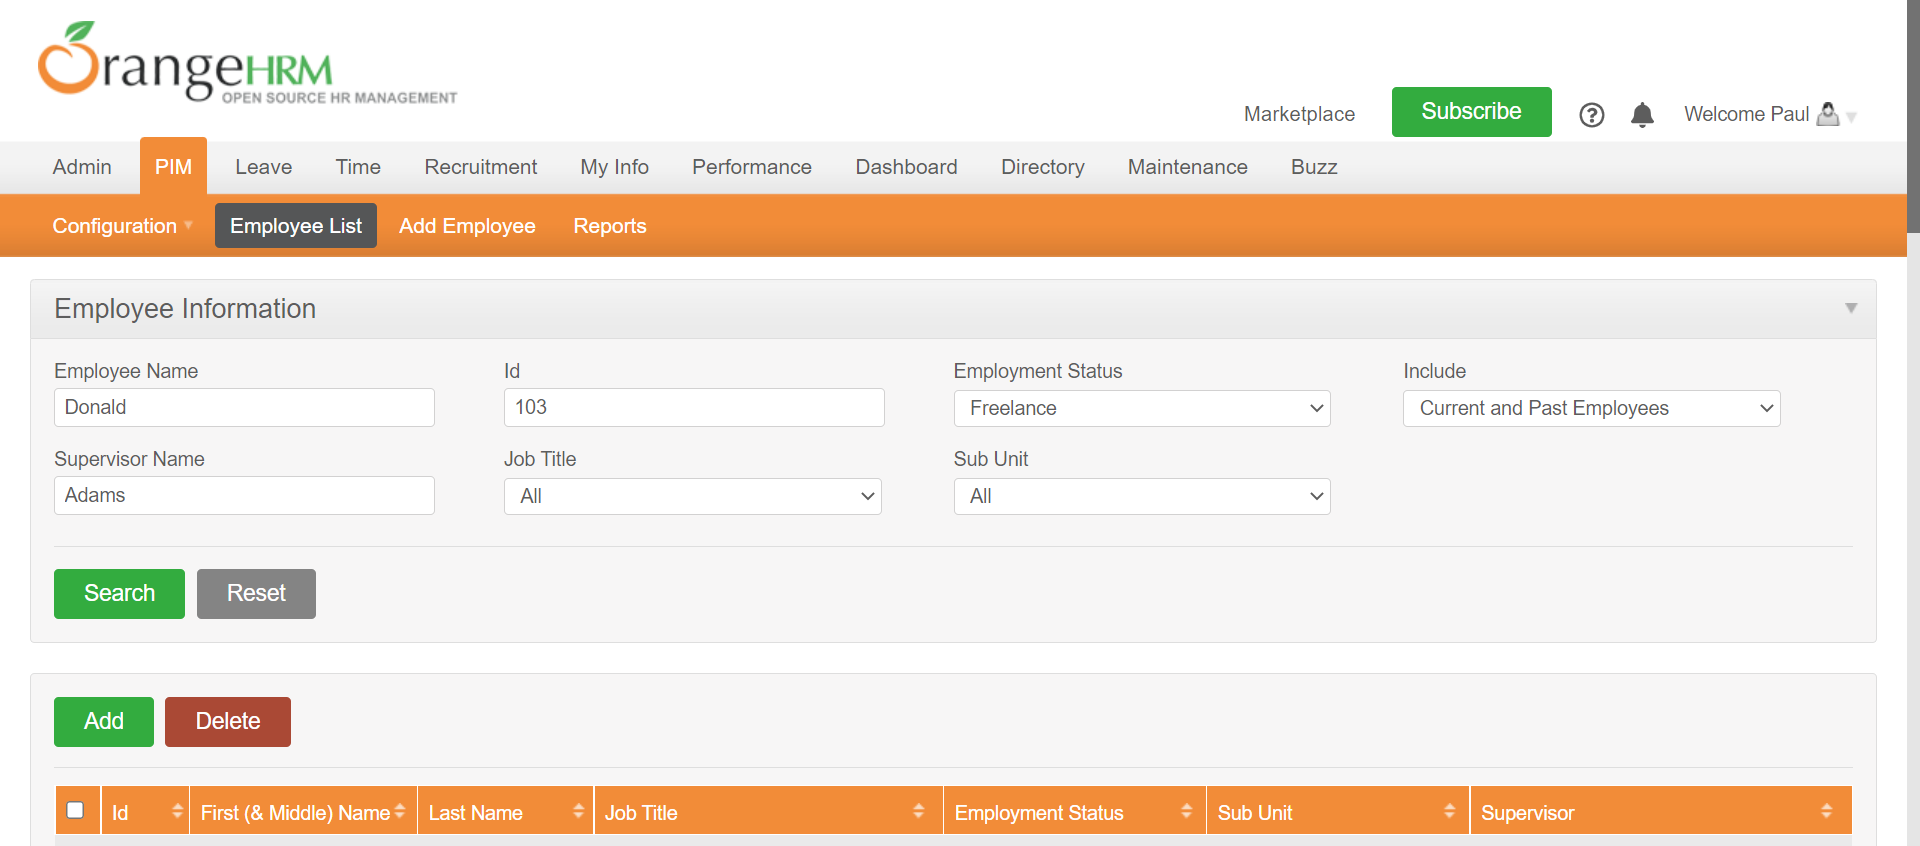 OrangeHRM
OPEN SOURCE HR MANAGEMENT
Marketplace
Subscribe
Welcome Paul
Admin PIM Leave Time Recruitment My Info Performance Dashboard Directory Maintenance Buzz
Configuration Employee List Add Employee Reports
Employee Information
Employee Name Id Employment Status Include
Donald 103 Freelance Current and Past Employees
Supervisor Name Job Title Sub Unit
Adams All All
Search Reset
Add Delete
Id First (& Middle) Name Last Name Job Title Employment Status Sub Unit Supervisor